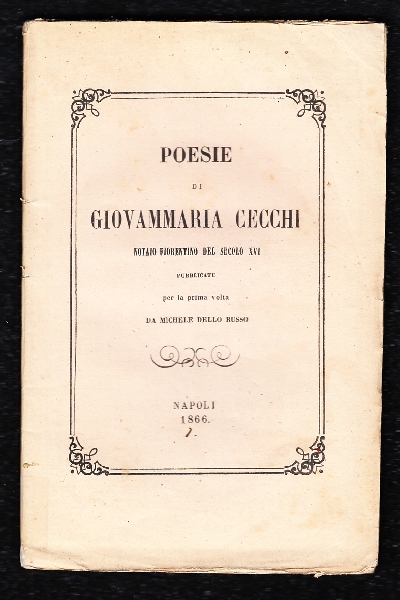 POESIE
DI
GIOVAMMARIA CECCHI
NOTAIO FIORENTINO DEL SECOLO XVI
PUBBLICATE
per la prima volta
DA MICHELE DELLO RUSSO
NAPOLI
1866.